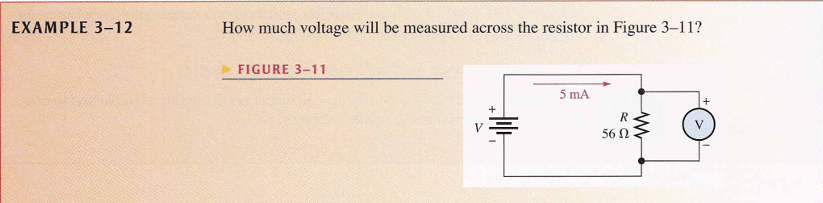 EXAMPLE 3–12 How much voltage will be measured across the resistor in Figure 3–11?
FIGURE 3–11
5 mA
+
+
V
R
56 Ω
V
–
–